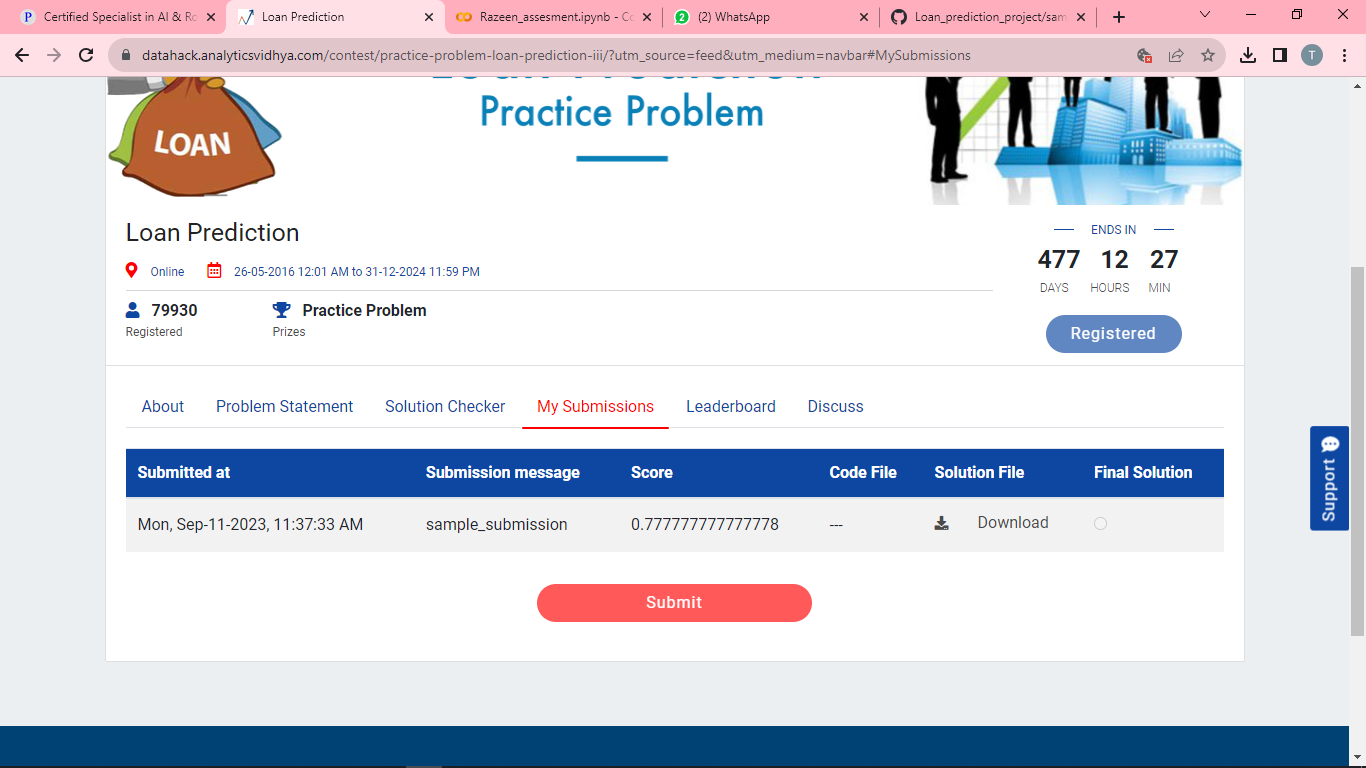 Certified Specialist in AI & Ro
Loan Prediction
Razeen_assesment.ipynb - Co
(2) WhatsApp
Loan_prediction_project/sam
datahack.analyticsvidhya.com/contest/practice-problem-loan-prediction-iii/?utm_source=feed&utm_medium=navbar#MySubmissions
T
Loan Prediction
Practice Problem
LOAN
Loan Prediction
ENDS IN
477 12 27
DAYS HOURS MIN
Online 26-05-2016 12:01 AM to 31-12-2024 11:59 PM
79930 Practice Problem
Registered Prizes
Registered
About Problem Statement Solution Checker My Submissions Leaderboard Discuss
Submitted at Submission message Score Code File Solution File Final Solution
Mon, Sep-11-2023, 11:37:33 AM sample_submission 0.777777777777778 --- Download
Submit
Support